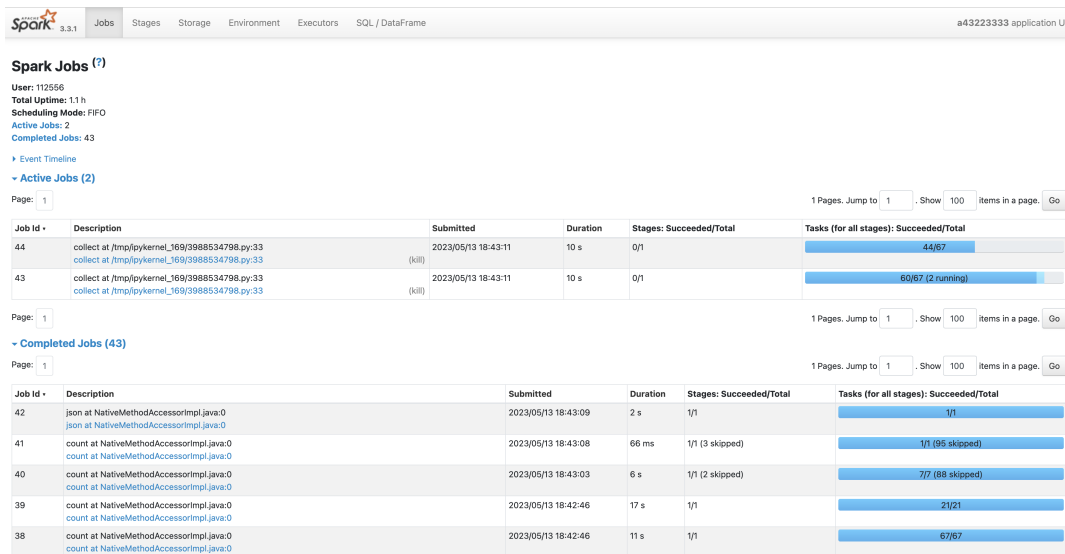 APACHE
Spark 3.3.1 Jobs Stages Storage Environment Executors SQL / DataFrame a43223333 application U
Spark Jobs (?)
User: 112556
Total Uptime: 1.1 h
Scheduling Mode: FIFO
Active Jobs: 2
Completed Jobs: 43
Event Timeline
Active Jobs (2)
Page: 1 1 Pages. Jump to 1 . Show 100 items in a page. Go
Job Id Description Submitted Duration Stages: Succeeded/Total Tasks (for all stages): Succeeded/Total
44 collect at /tmp/ipykernel_169/3988534798.py:33 2023/05/13 18:43:11 10 s 0/1 44/67
collect at /tmp/ipykernel_169/3988534798.py:33 (kill)
43 collect at /tmp/ipykernel_169/3988534798.py:33 2023/05/13 18:43:11 10 s 0/1 60/67 (2 running)
collect at /tmp/ipykernel_169/3988534798.py:33 (kill)
Page: 1 1 Pages. Jump to 1 . Show 100 items in a page. Go
Completed Jobs (43)
Page: 1 1 Pages. Jump to 1 . Show 100 items in a page. Go
Job Id Description Submitted Duration Stages: Succeeded/Total Tasks (for all stages): Succeeded/Total
42 json at NativeMethodAccessorImpl.java:0 2023/05/13 18:43:09 2 s 1/1 1/1
json at NativeMethodAccessorImpl.java:0
41 count at NativeMethodAccessorImpl.java:0 2023/05/13 18:43:08 66 ms 1/1 (3 skipped) 1/1 (95 skipped)
count at NativeMethodAccessorImpl.java:0
40 count at NativeMethodAccessorImpl.java:0 2023/05/13 18:43:03 6 s 1/1 (2 skipped) 7/7 (88 skipped)
count at NativeMethodAccessorImpl.java:0
39 count at NativeMethodAccessorImpl.java:0 2023/05/13 18:42:46 17 s 1/1 21/21
count at NativeMethodAccessorImpl.java:0
38 count at NativeMethodAccessorImpl.java:0 2023/05/13 18:42:46 11 s 1/1 67/67
count at NativeMethodAccessorImpl.java:0